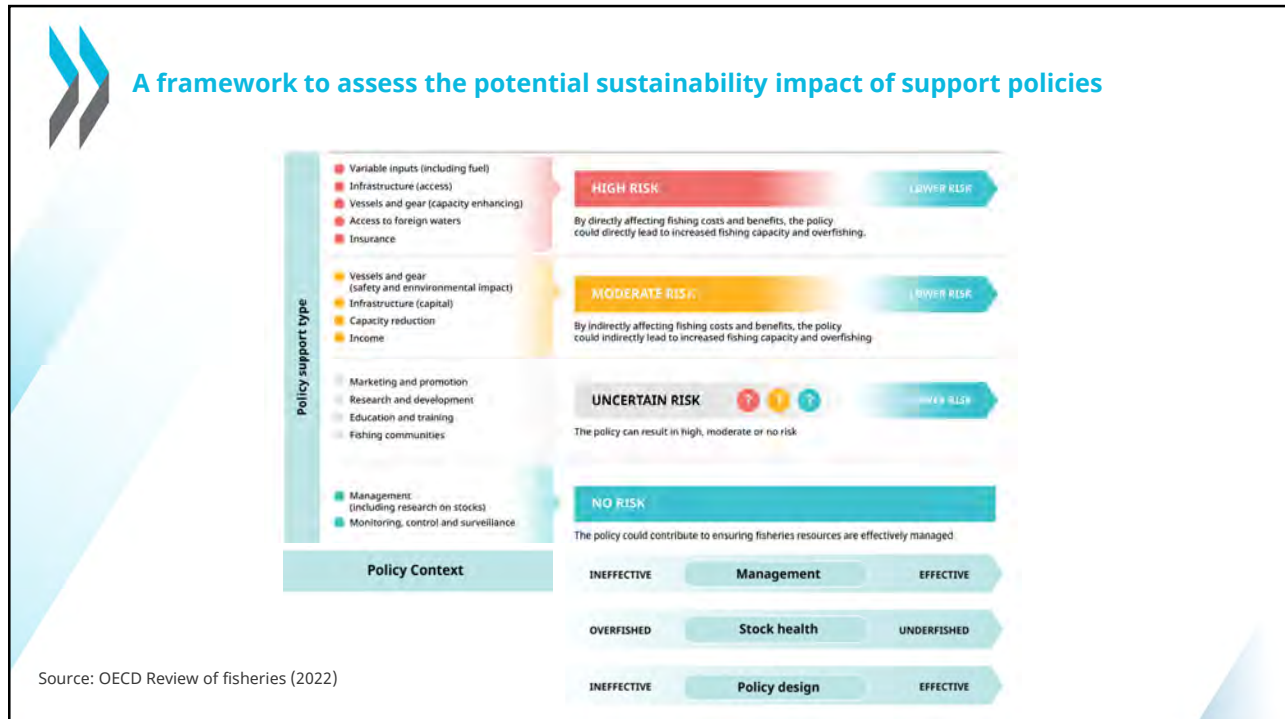 A framework to assess the potential sustainability impact of support policies
Policy support type
Variable inputs (including fuel)
Infrastructure (access)
Vessels and gear (capacity enhancing)
Access to foreign waters
Insurance
HIGH RISK
LOWER RISK
By directly affecting fishing costs and benefits, the policy
could directly lead to increased fishing capacity and overfishing.
Vessels and gear
(safety and ennvironmental impact)
Infrastructure (capital)
Capacity reduction
Income
MODERATE RISK
LOWER RISK
By indirectly affecting fishing costs and benefits, the policy
could indirectly lead to increased fishing capacity and overfishing
Marketing and promotion
Research and development
Education and training
Fishing communities
UNCERTAIN RISK
? ? ?
LOWER RISK
The policy can result in high, moderate or no risk
Management
(including research on stocks)
Monitoring, control and surveillance
NO RISK
The policy could contribute to ensuring fisheries resources are effectively managed
Policy Context
INEFFECTIVE Management EFFECTIVE
OVERFISHED Stock health UNDERFISHED
INEFFECTIVE Policy design EFFECTIVE
Source: OECD Review of fisheries (2022)